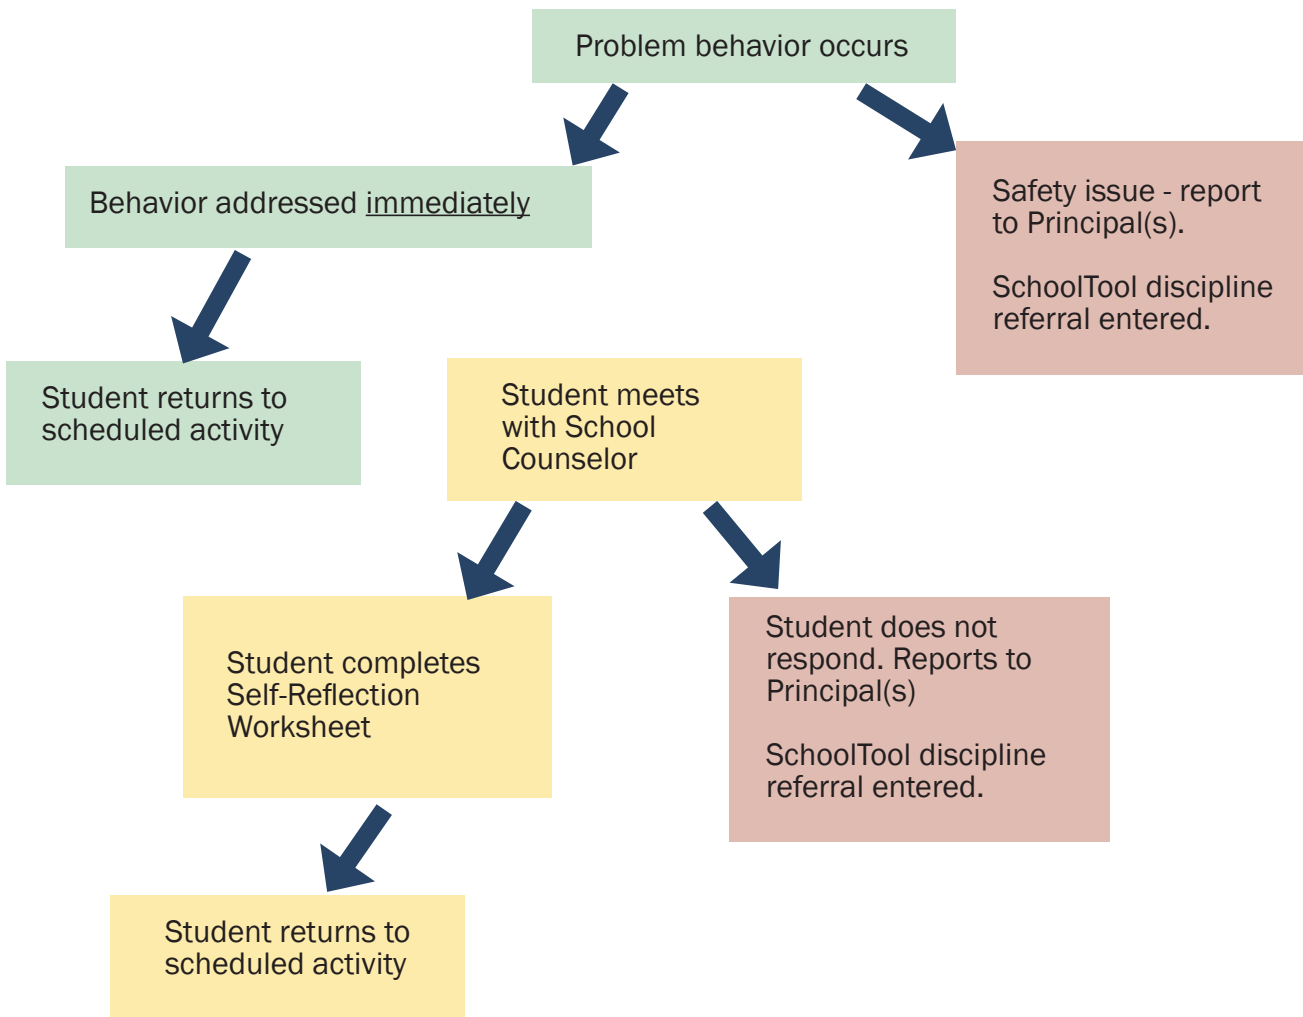 Problem behavior occurs
Behavior addressed immediately
Safety issue - report
to Principal(s).
SchoolTool discipline
referral entered.
Student returns to
scheduled activity
Student meets
with School
Counselor
Student completes
Self-Reflection
Worksheet
Student does not
respond. Reports to
Principal(s)
SchoolTool discipline
referral entered.
Student returns to
scheduled activity